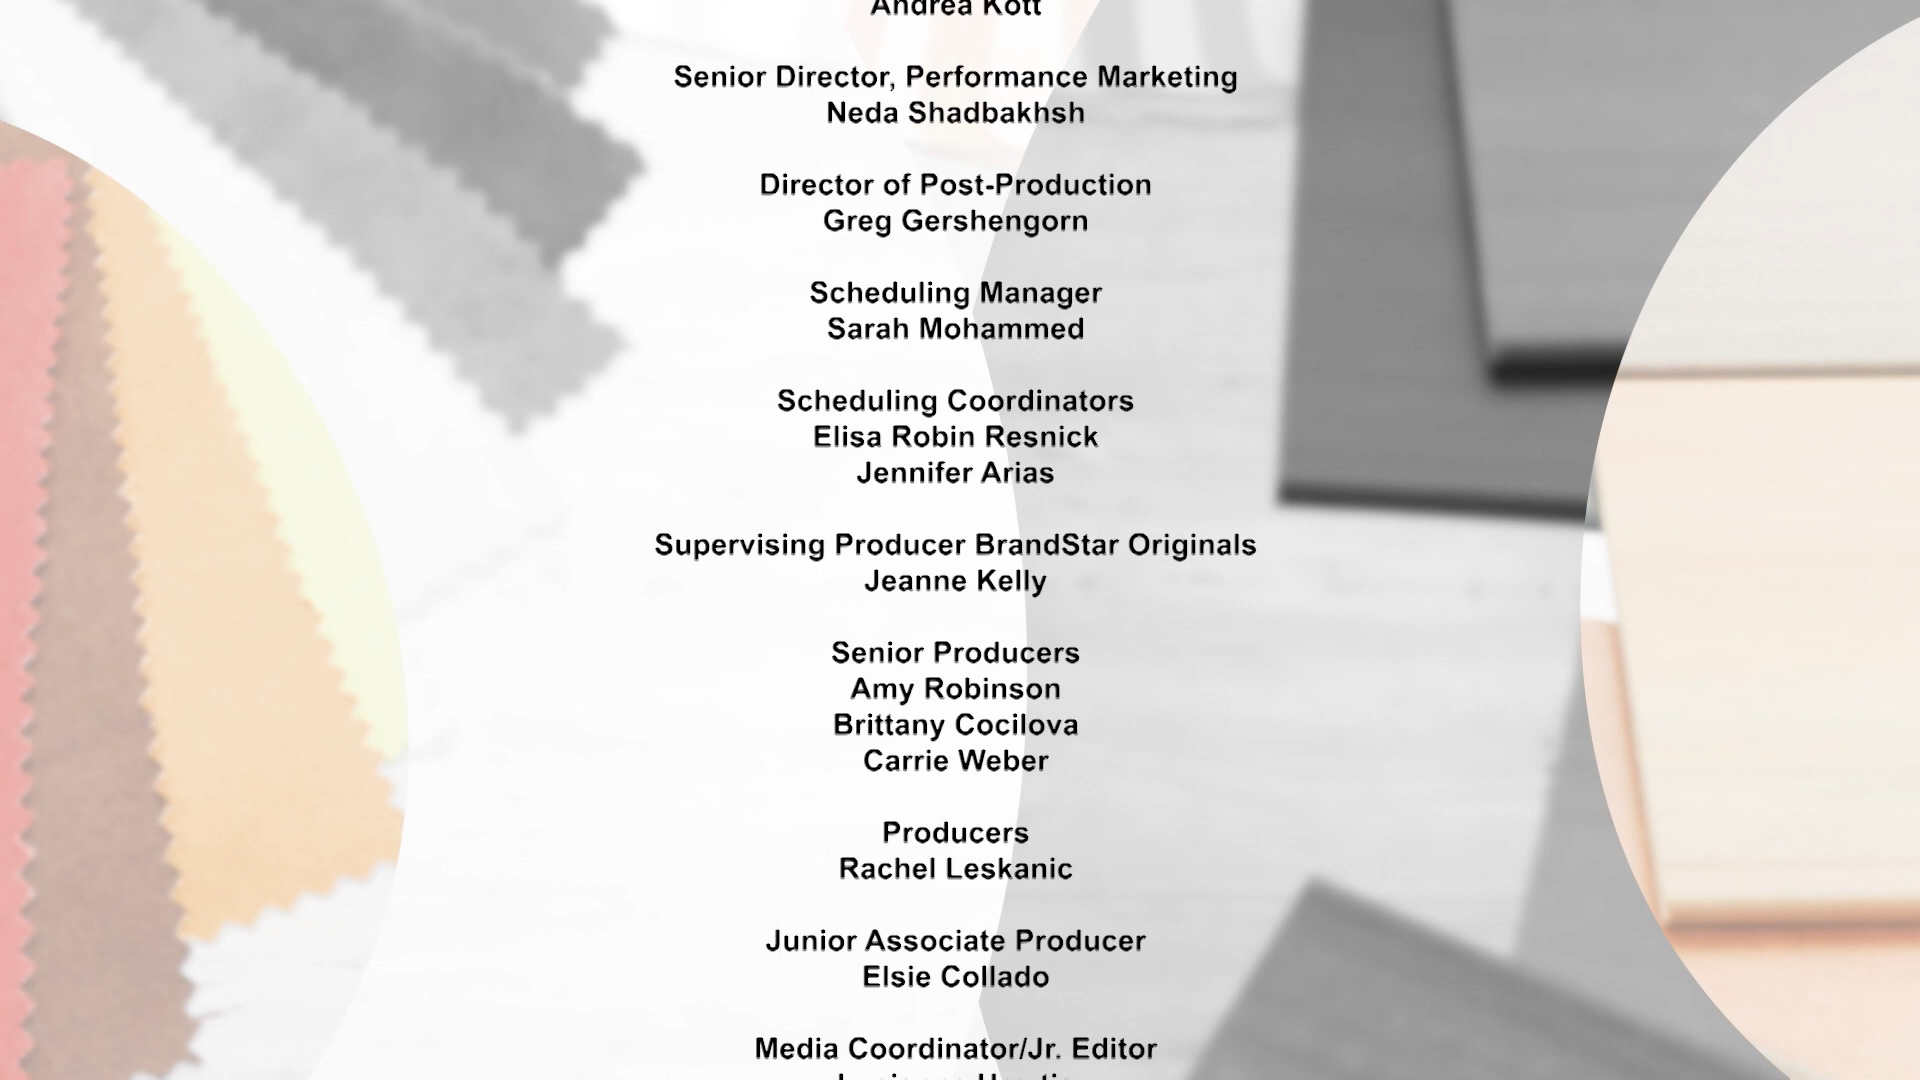 Andrea Kott
Senior Director, Performance Marketing
Neda Shadbakhsh
Director of Post-Production
Greg Gershengorn
Scheduling Manager
Sarah Mohammed
Scheduling Coordinators
Elisa Robin Resnick
Jennifer Arias
Supervising Producer BrandStar Originals
Jeanne Kelly
Senior Producers
Amy Robinson
Brittany Cocilova
Carrie Weber
Producers
Rachel Leskanic
Junior Associate Producer
Elsie Collado
Media Coordinator/Jr. Editor